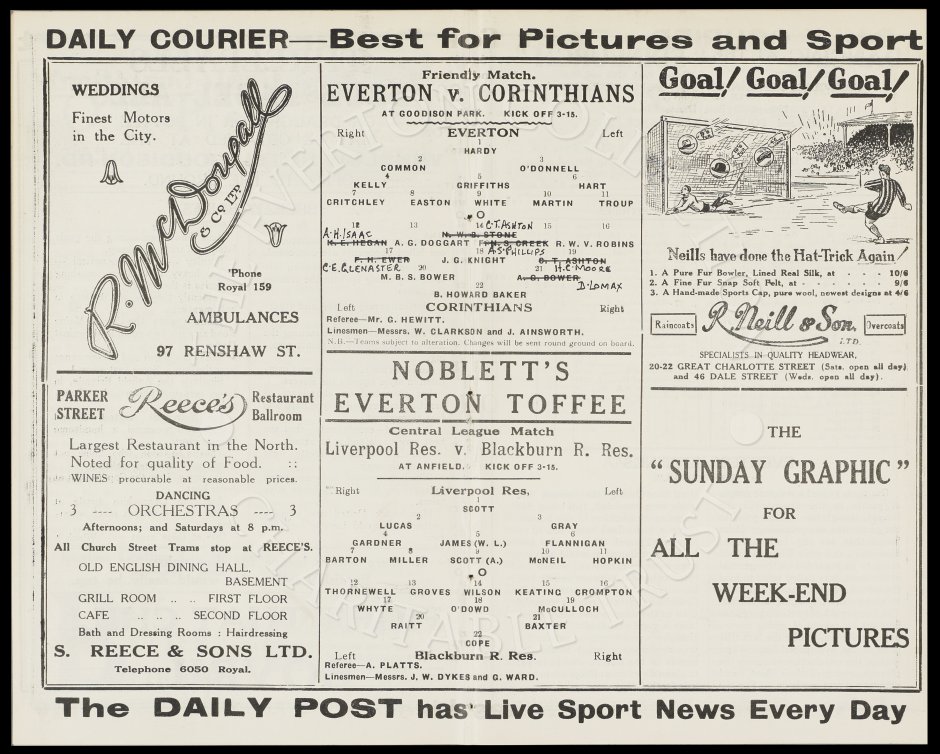 DAILY COURIER—Best for Pictures and Sport
WEDDINGS
Finest Motors
in the City.
R. McDougall
& Co LTD
'Phone
Royal 159
AMBULANCES
97 RENSHAW ST.
PARKER STREET
Reece's
Restaurant Ballroom
Largest Restaurant in the North.
Noted for quality of Food. ::
WINES procurable at reasonable prices.
DANCING
3 ---- ORCHESTRAS ---- 3
Afternoons; and Saturdays at 8 p.m.
All Church Street Trams stop at REECE'S.
OLD ENGLISH DINING HALL,
BASEMENT
GRILL ROOM .. .. FIRST FLOOR
CAFE .. .. .. SECOND FLOOR
Bath and Dressing Rooms : Hairdressing
S. REECE & SONS LTD.
Telephone 6050 Royal.
Friendly Match.
EVERTON v. CORINTHIANS
AT GOODISON PARK. KICK OFF 3-15.
Right EVERTON Left
1
HARDY
2 3
COMMON O'DONNELL
4 5 6
KELLY GRIFFITHS HART
7 8 9 10 11
CRITCHLEY EASTON WHITE MARTIN TROUP
O
C.T. ASHTON
12 13 14 15 16
A.H. ISAAC N. W. B. STONE
K. E. HEGAN A. G. DOGGART F. N. S. CREEK R. W. V. ROBINS
17 18 A.S. PHILLIPS 19
F. H. EWER J. G. KNIGHT G. T. ASHTON
C.E. GLENASTER 20 21 H.C. MOORE
M. B. S. BOWER A. G. BOWER
22 D. LOMAX
B. HOWARD BAKER
Left CORINTHIANS Right
Referee—Mr. G. HEWITT.
Linesmen—Messrs. W. CLARKSON and J. AINSWORTH.
N.B.—Teams subject to alteration. Changes will be sent round ground on board.
NOBLETT'S
EVERTON TOFFEE
Central League Match
Liverpool Res. v. Blackburn R. Res.
AT ANFIELD. KICK OFF 3-15.
Right Liverpool Res. Left
1
SCOTT
2 3
LUCAS GRAY
4 5 6
GARDNER JAMES (W. L.) FLANNIGAN
7 8 9 10 11
BARTON MILLER SCOTT (A.) McNEIL HOPKIN
O
12 13 14 15 16
THORNEWELL GROVES WILSON KEATING CROMPTON
17 18 19
WHYTE O'DOWD McCULLOCH
20 21
RAITT BAXTER
22
COPE
Left Blackburn R. Res. Right
Referee—A. PLATTS.
Linesmen—Messrs. J. W. DYKES and G. WARD.
Goal! Goal! Goal!
Neills have done the Hat-Trick Again!
1. A Pure Fur Bowler, Lined Real Silk, at - - - - 10/6
2. A Fine Fur Snap Soft Pelt, at - - - - - - - 9/6
3. A Hand-made Sports Cap, pure wool, newest designs at 4/6
Raincoats R. Neill & Son, LTD. Overcoats
SPECIALISTS IN QUALITY HEADWEAR,
20-22 GREAT CHARLOTTE STREET (Sats. open all day)
and 46 DALE STREET (Weds. open all day).
THE
"SUNDAY GRAPHIC"
FOR
ALL THE
WEEK-END
PICTURES
The DAILY POST has Live Sport News Every Day
EVERTON COLLECTION
CHARITABLE TRUST